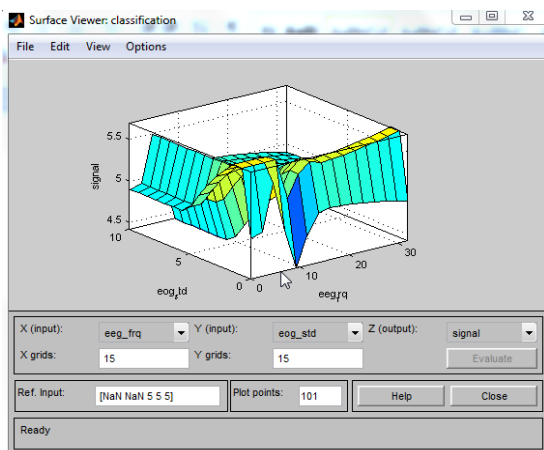 Surface Viewer: classification
File Edit View Options
5.5
5
4.5
signal
10
5
0
eog_std
0
10
20
30
eeg_frq
X (input): eeg_frq Y (input): eog_std Z (output): signal
X grids: 15 Y grids: 15 Evaluate
Ref. Input: [NaN NaN 5 5 5] Plot points: 101 Help Close
Ready